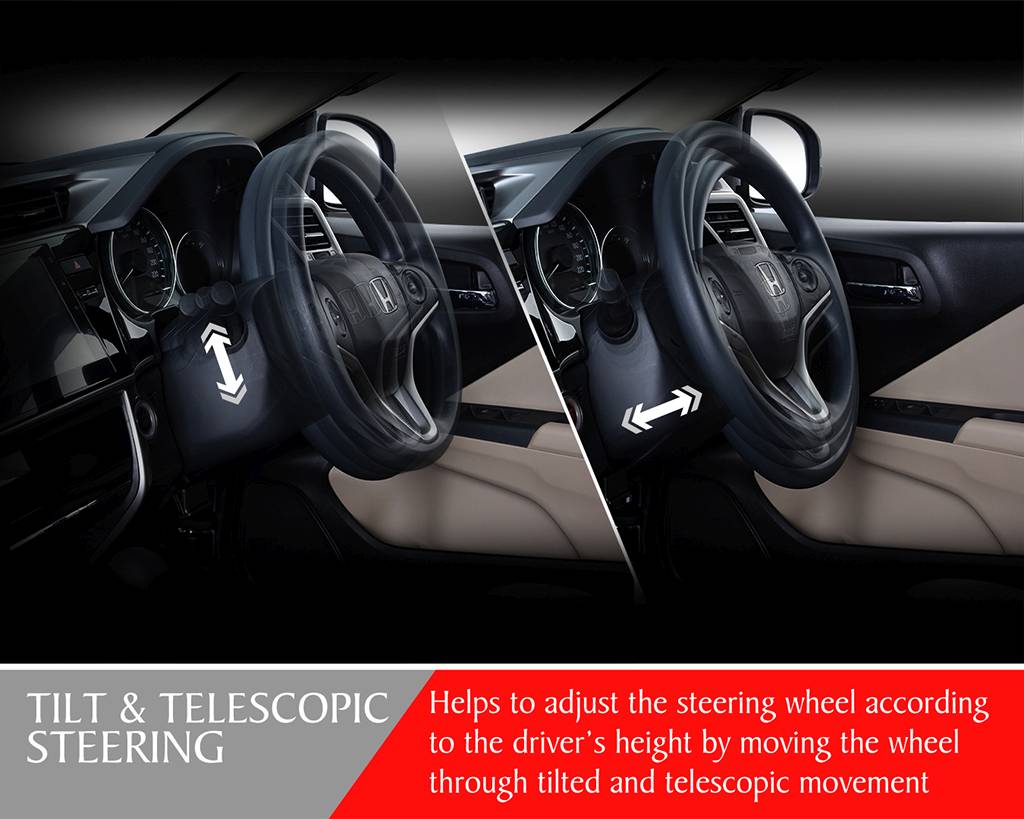 TILT & TELESCOPIC
STEERING
Helps to adjust the steering wheel according
to the driver's height by moving the wheel
through tilted and telescopic movement